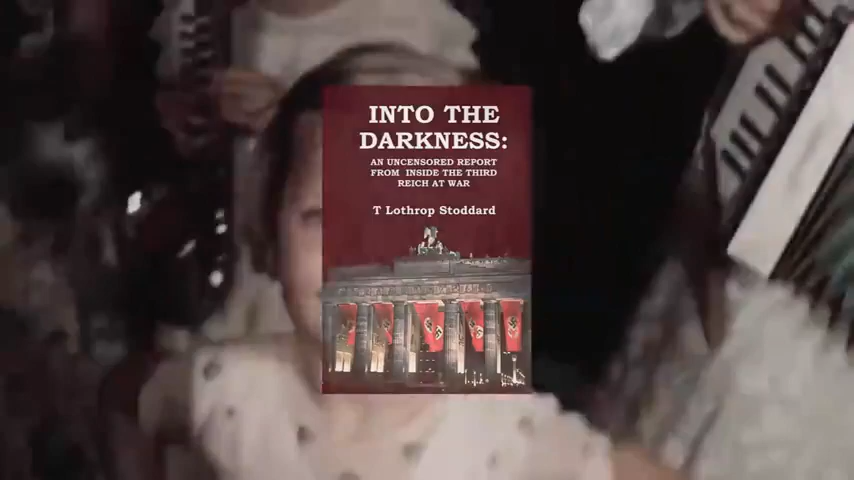 INTO THE
DARKNESS:
AN UNCENSORED REPORT
FROM INSIDE THE THIRD
REICH AT WAR
T Lothrop Stoddard